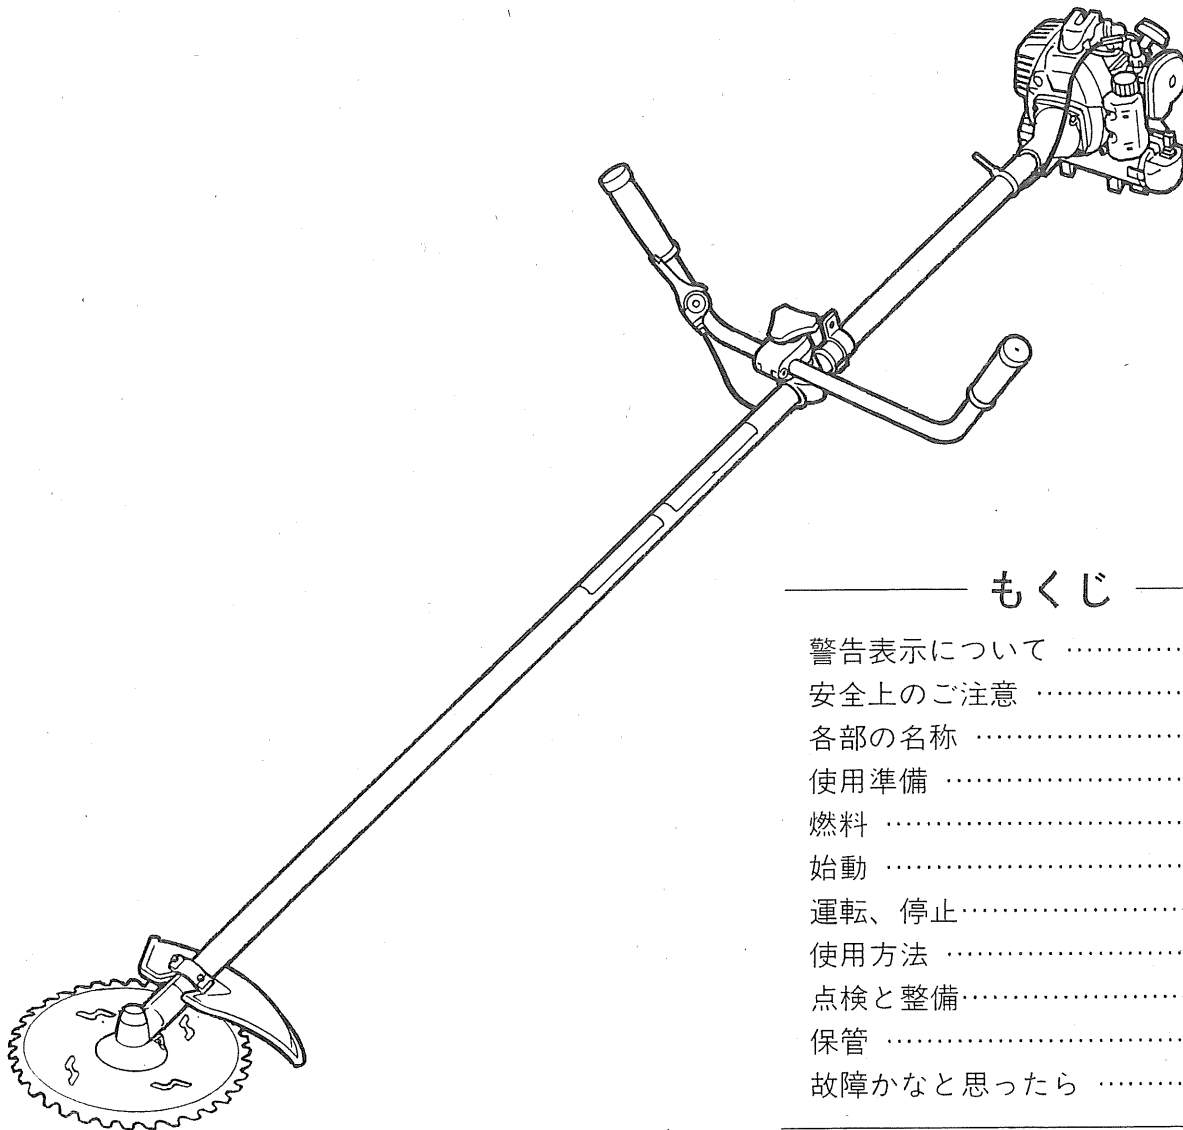 もくじ
警告表示について …………
安全上のご注意 ……………
各部の名称 …………………
使用準備 ……………………
燃料 …………………………
始動 …………………………
運転、停止……………………
使用方法 ……………………
点検と整備……………………
保管 …………………………
故障かなと思ったら ………